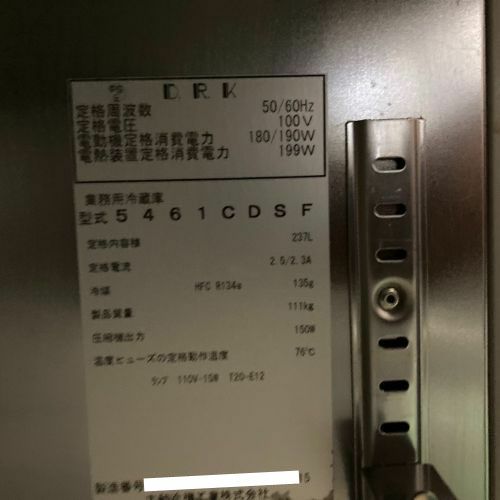 DRK
定格周波数 50/60Hz
定格電圧 100V
電動機定格消費電力 180/190W
電熱装置定格消費電力 199W
業務用冷蔵庫
型式 5461CDSF
定格内容積 237L
定格電流 2.5/2.3A
冷媒 HFC R134a 135g
製品質量 111kg
圧縮機出力 150W
温度ヒューズの定格動作温度 76℃
ランプ 110V-15W T20-E12
製造番号 15